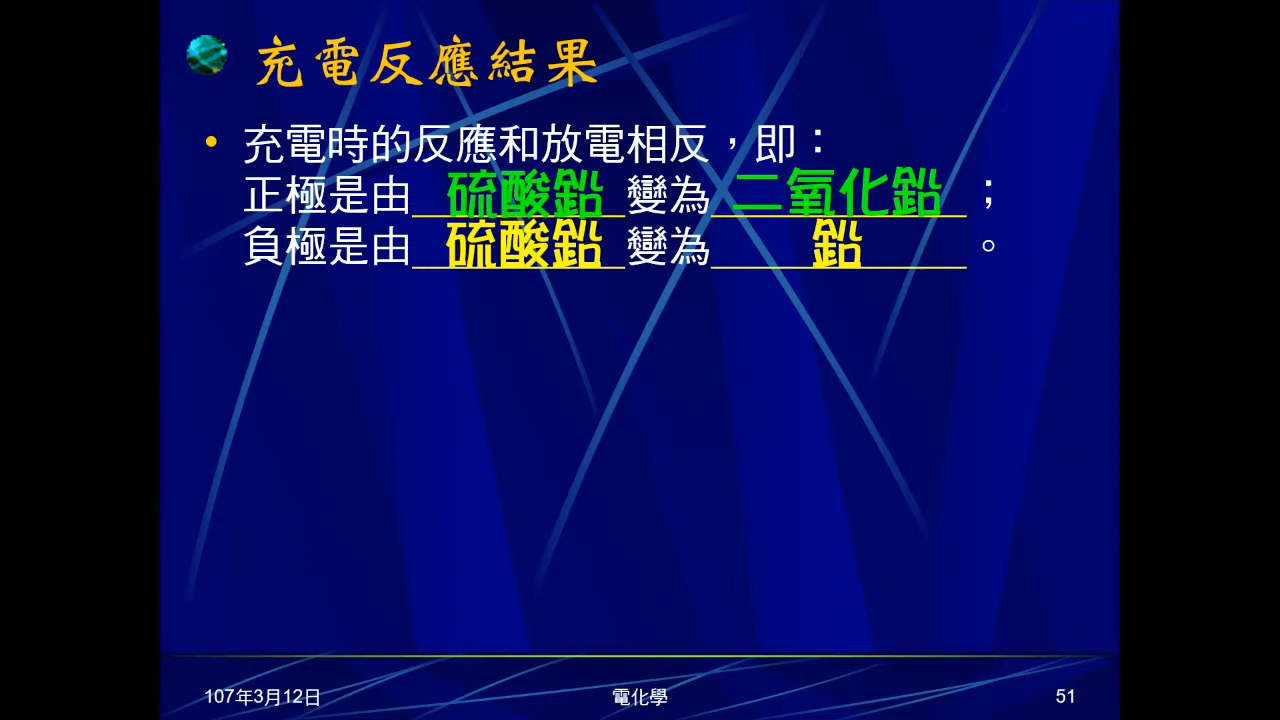 充電反應結果
• 充電時的反應和放電相反，即：
正極是由 硫酸鉛 變為 二氧化鉛 ；
負極是由 硫酸鉛 變為 鉛 。
107年3月12日 電化學 51